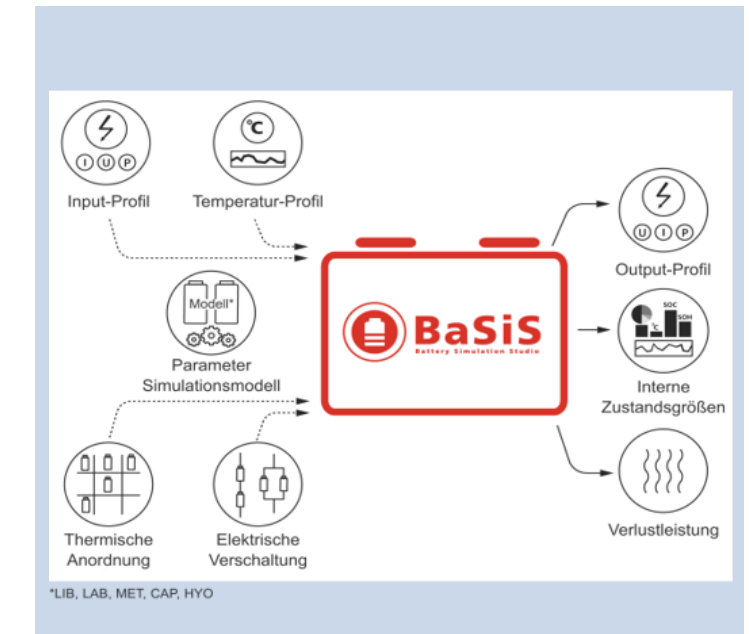 I U P
Input-Profil
°C
Temperatur-Profil
Modell*
Parameter
Simulationsmodell
Thermische
Anordnung
Elektrische
Verschaltung
BaSiS
Battery Simulation Studio
U I P
Output-Profil
SOC
SOH
°C
Interne
Zustandsgrößen
Verlustleistung
*LIB, LAB, MET, CAP, HYO